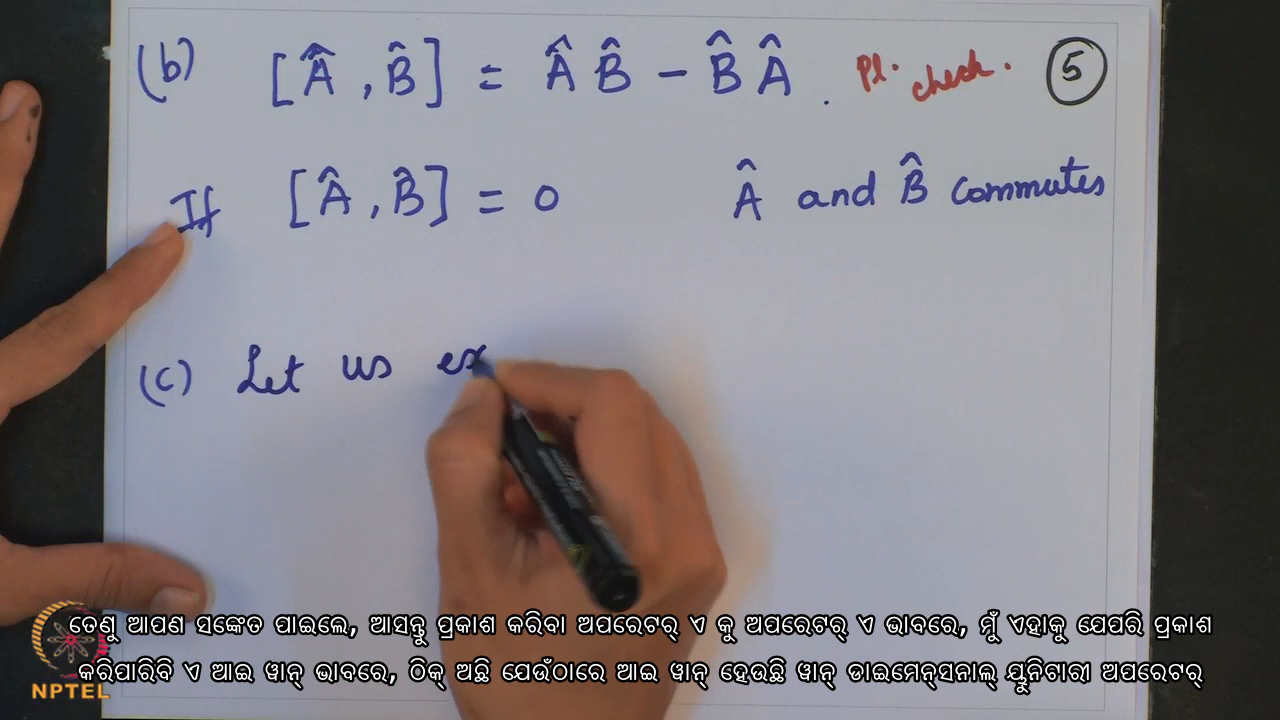 (b) [Â , B̂] = Â B̂ - B̂ Â . Pl. check . 5
If [Â , B̂] = 0 Â and B̂ commutes
(c) Let us ex
ତେଣୁ ଆପଣ ସଙ୍କେତ ପାଇଲେ, ଆସନ୍ତୁ ପ୍ରକାଶ କରିବା ଅପରେଟର୍ ଏ କୁ ଅପରେଟର୍ ଏ ଭାବରେ, ମୁଁ ଏହାକୁ ଯେପରି ପ୍ରକାଶ
କରିପାରିବି ଏ ଆଇ ୱାନ୍ ଭାବରେ, ଠିକ୍ ଅଛି ଯେଉଁଠାରେ ଆଇ ୱାନ୍ ହେଉଛି ୱାନ୍ ଡାଇମେନ୍‌ସନାଲ୍ ୟୁନିଟାରୀ ଅପରେଟର୍
NPTEL